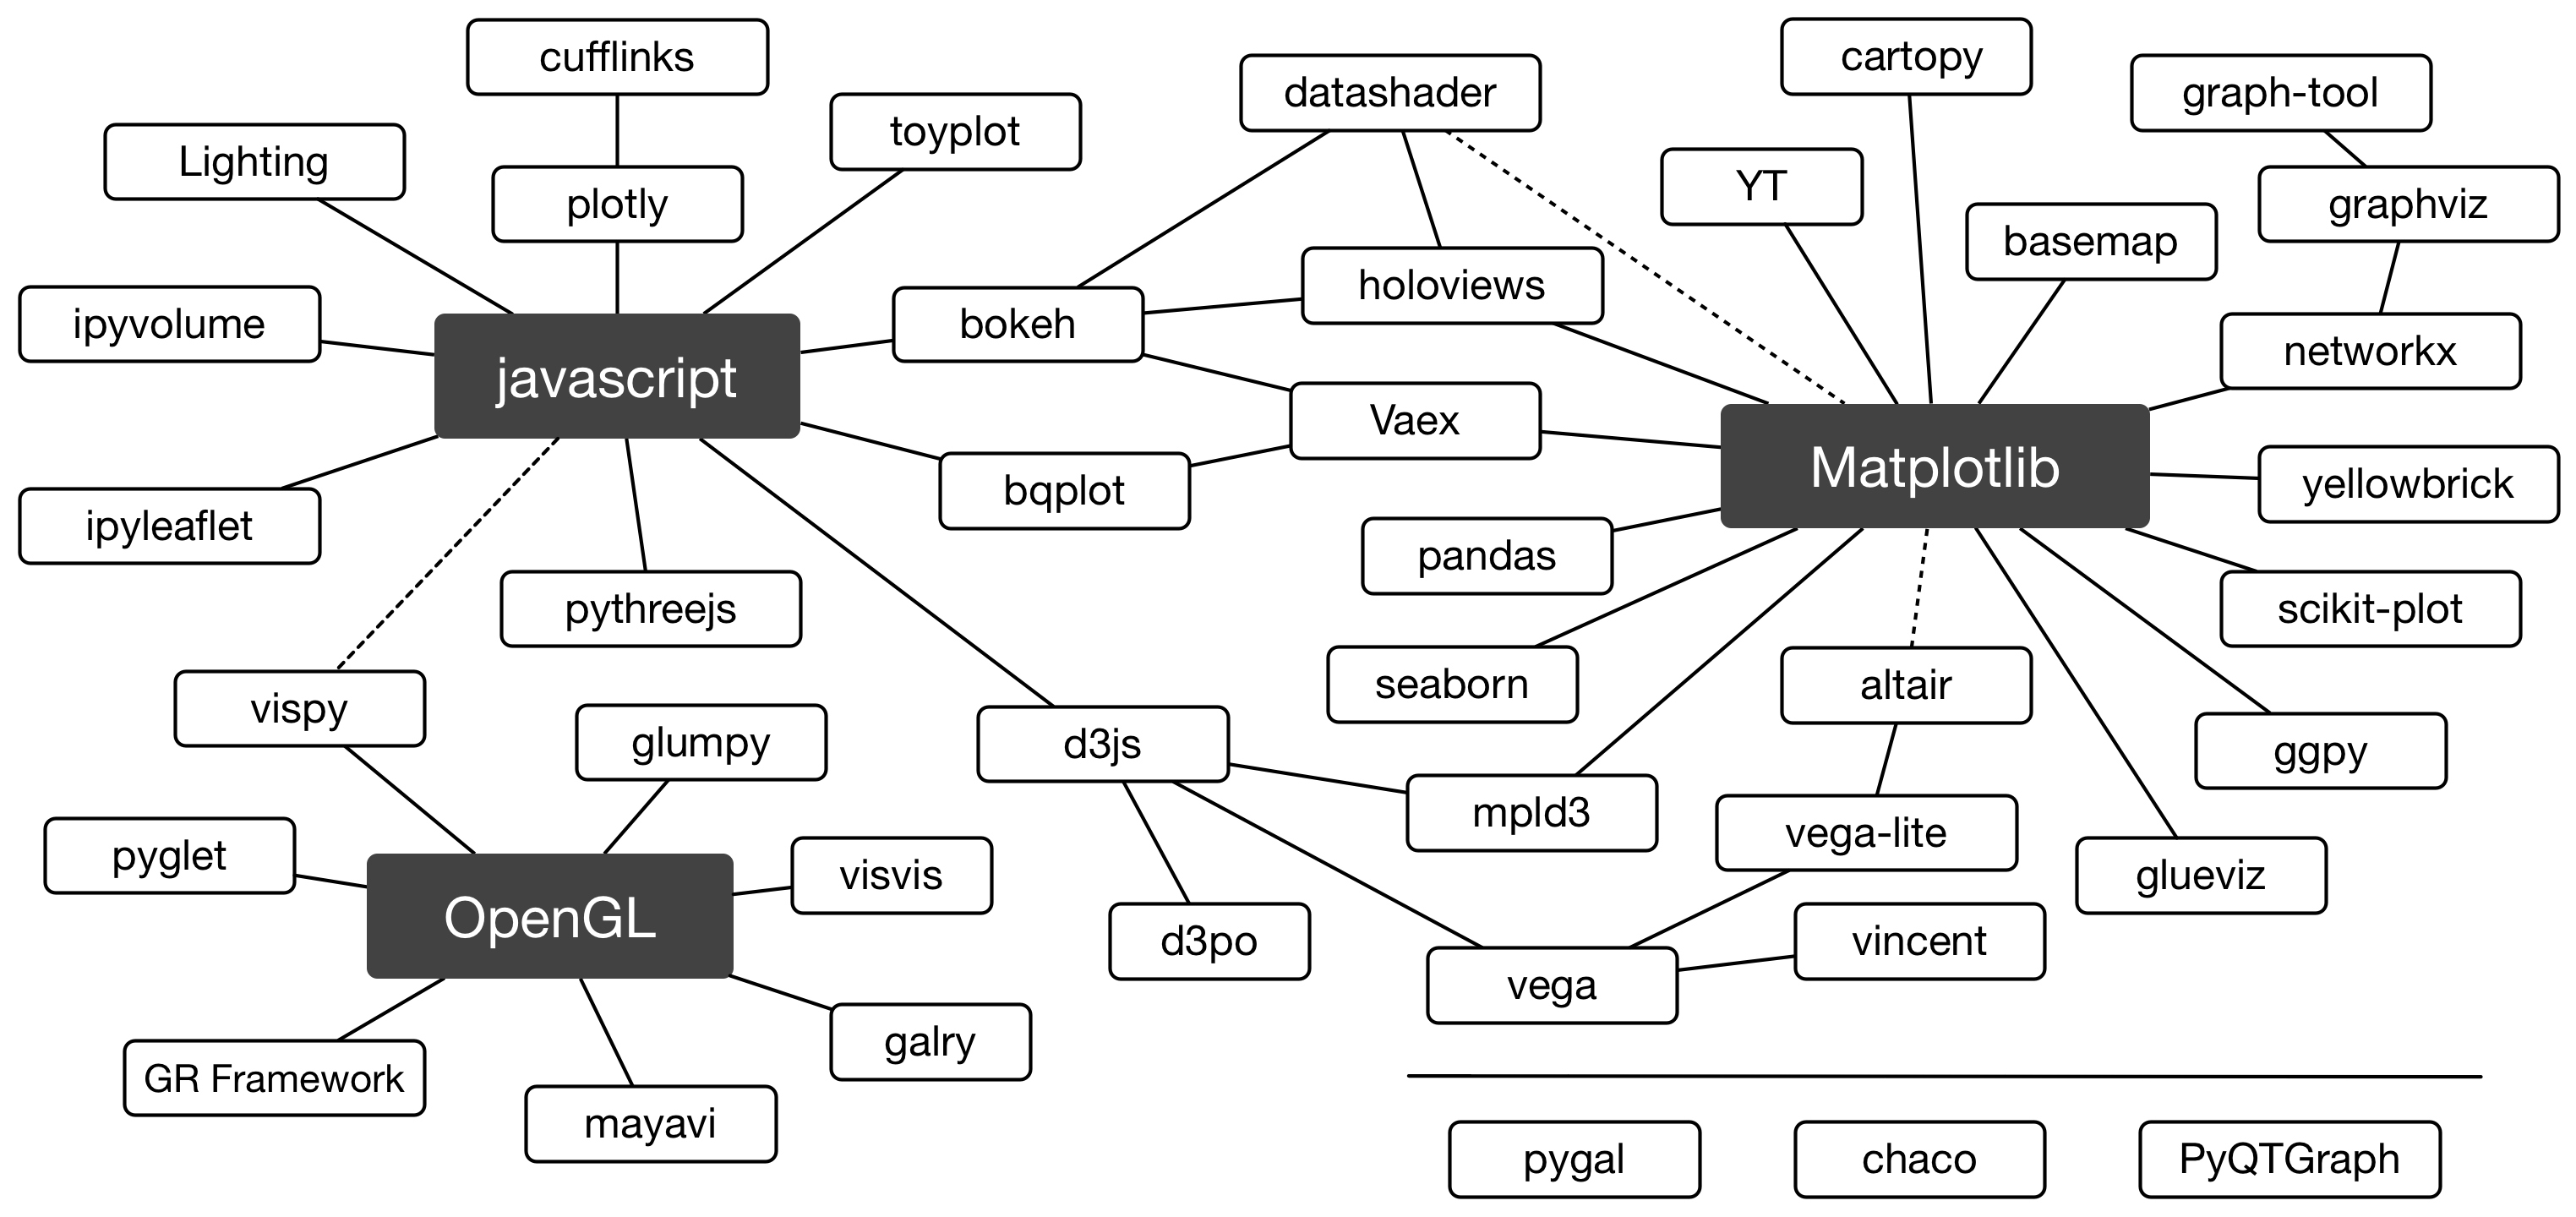 cufflinks
datashader
cartopy
graph-tool
Lighting
toyplot
plotly
YT
graphviz
basemap
ipyvolume
bokeh
holoviews
networkx
javascript
Vaex
Matplotlib
bqplot
yellowbrick
ipyleaflet
pandas
pythreejs
scikit-plot
seaborn
altair
vispy
glumpy
d3js
ggpy
mpld3
vega-lite
pyglet
visvis
glueviz
OpenGL
d3po
vincent
vega
GR Framework
galry
mayavi
pygal
chaco
PyQTGraph